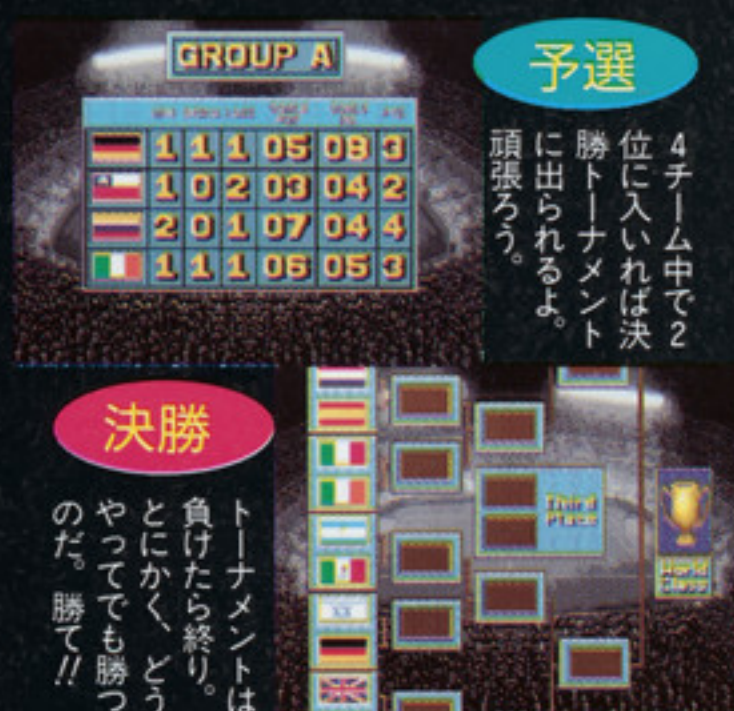 GROUP A
1 1 1 05 08 3
1 0 2 03 04 2
2 0 1 07 04 4
1 1 1 06 05 3
予選
4チーム中で2
位に入いれば決
勝トーナメント
に出られるよ。
頑張ろう。
決勝
トーナメントは
負けたら終り。
とにかく、どう
やってでも勝つ
のだ。勝て!!
Third
Place
World
Class